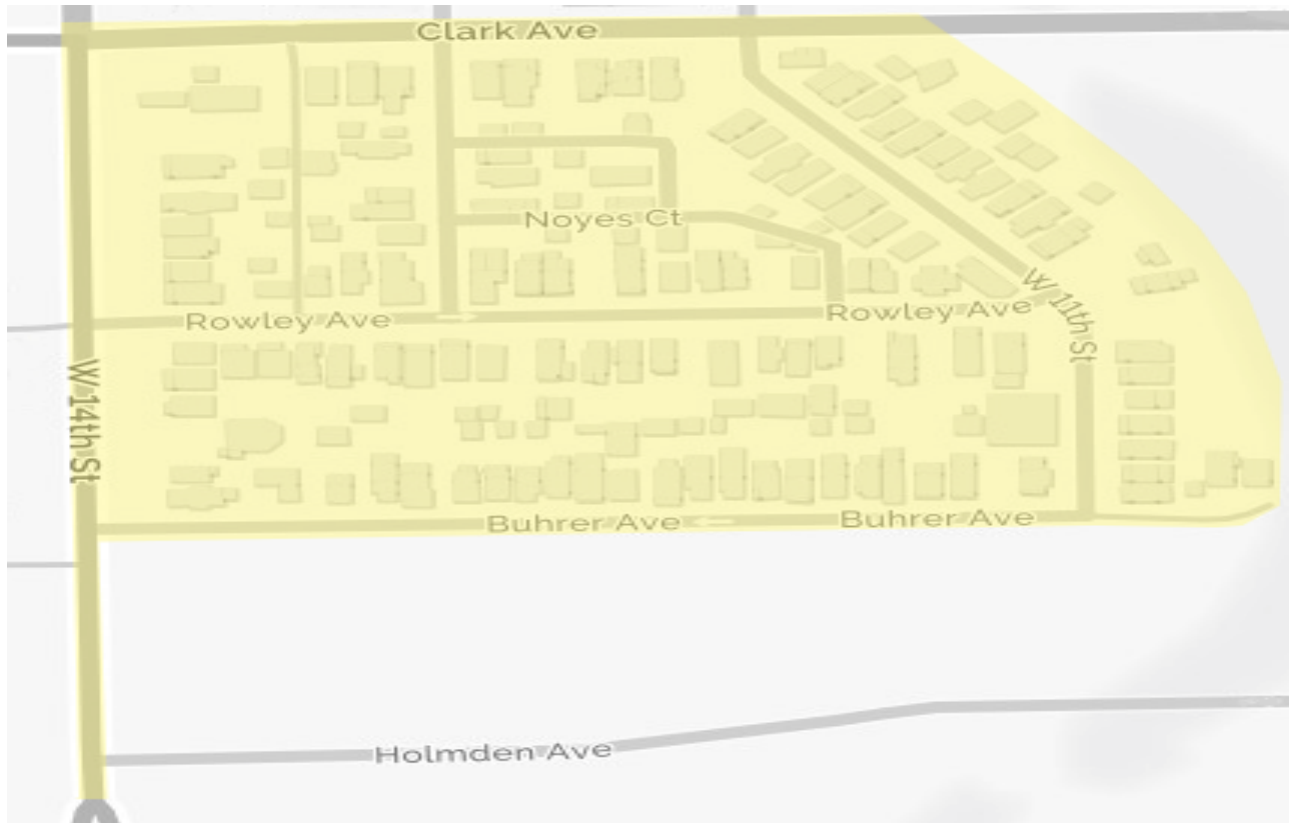 Clark Ave
Noyes Ct
W 11th St
Rowley Ave
Rowley Ave
W 14th St
Buhrer Ave
Buhrer Ave
Holmden Ave